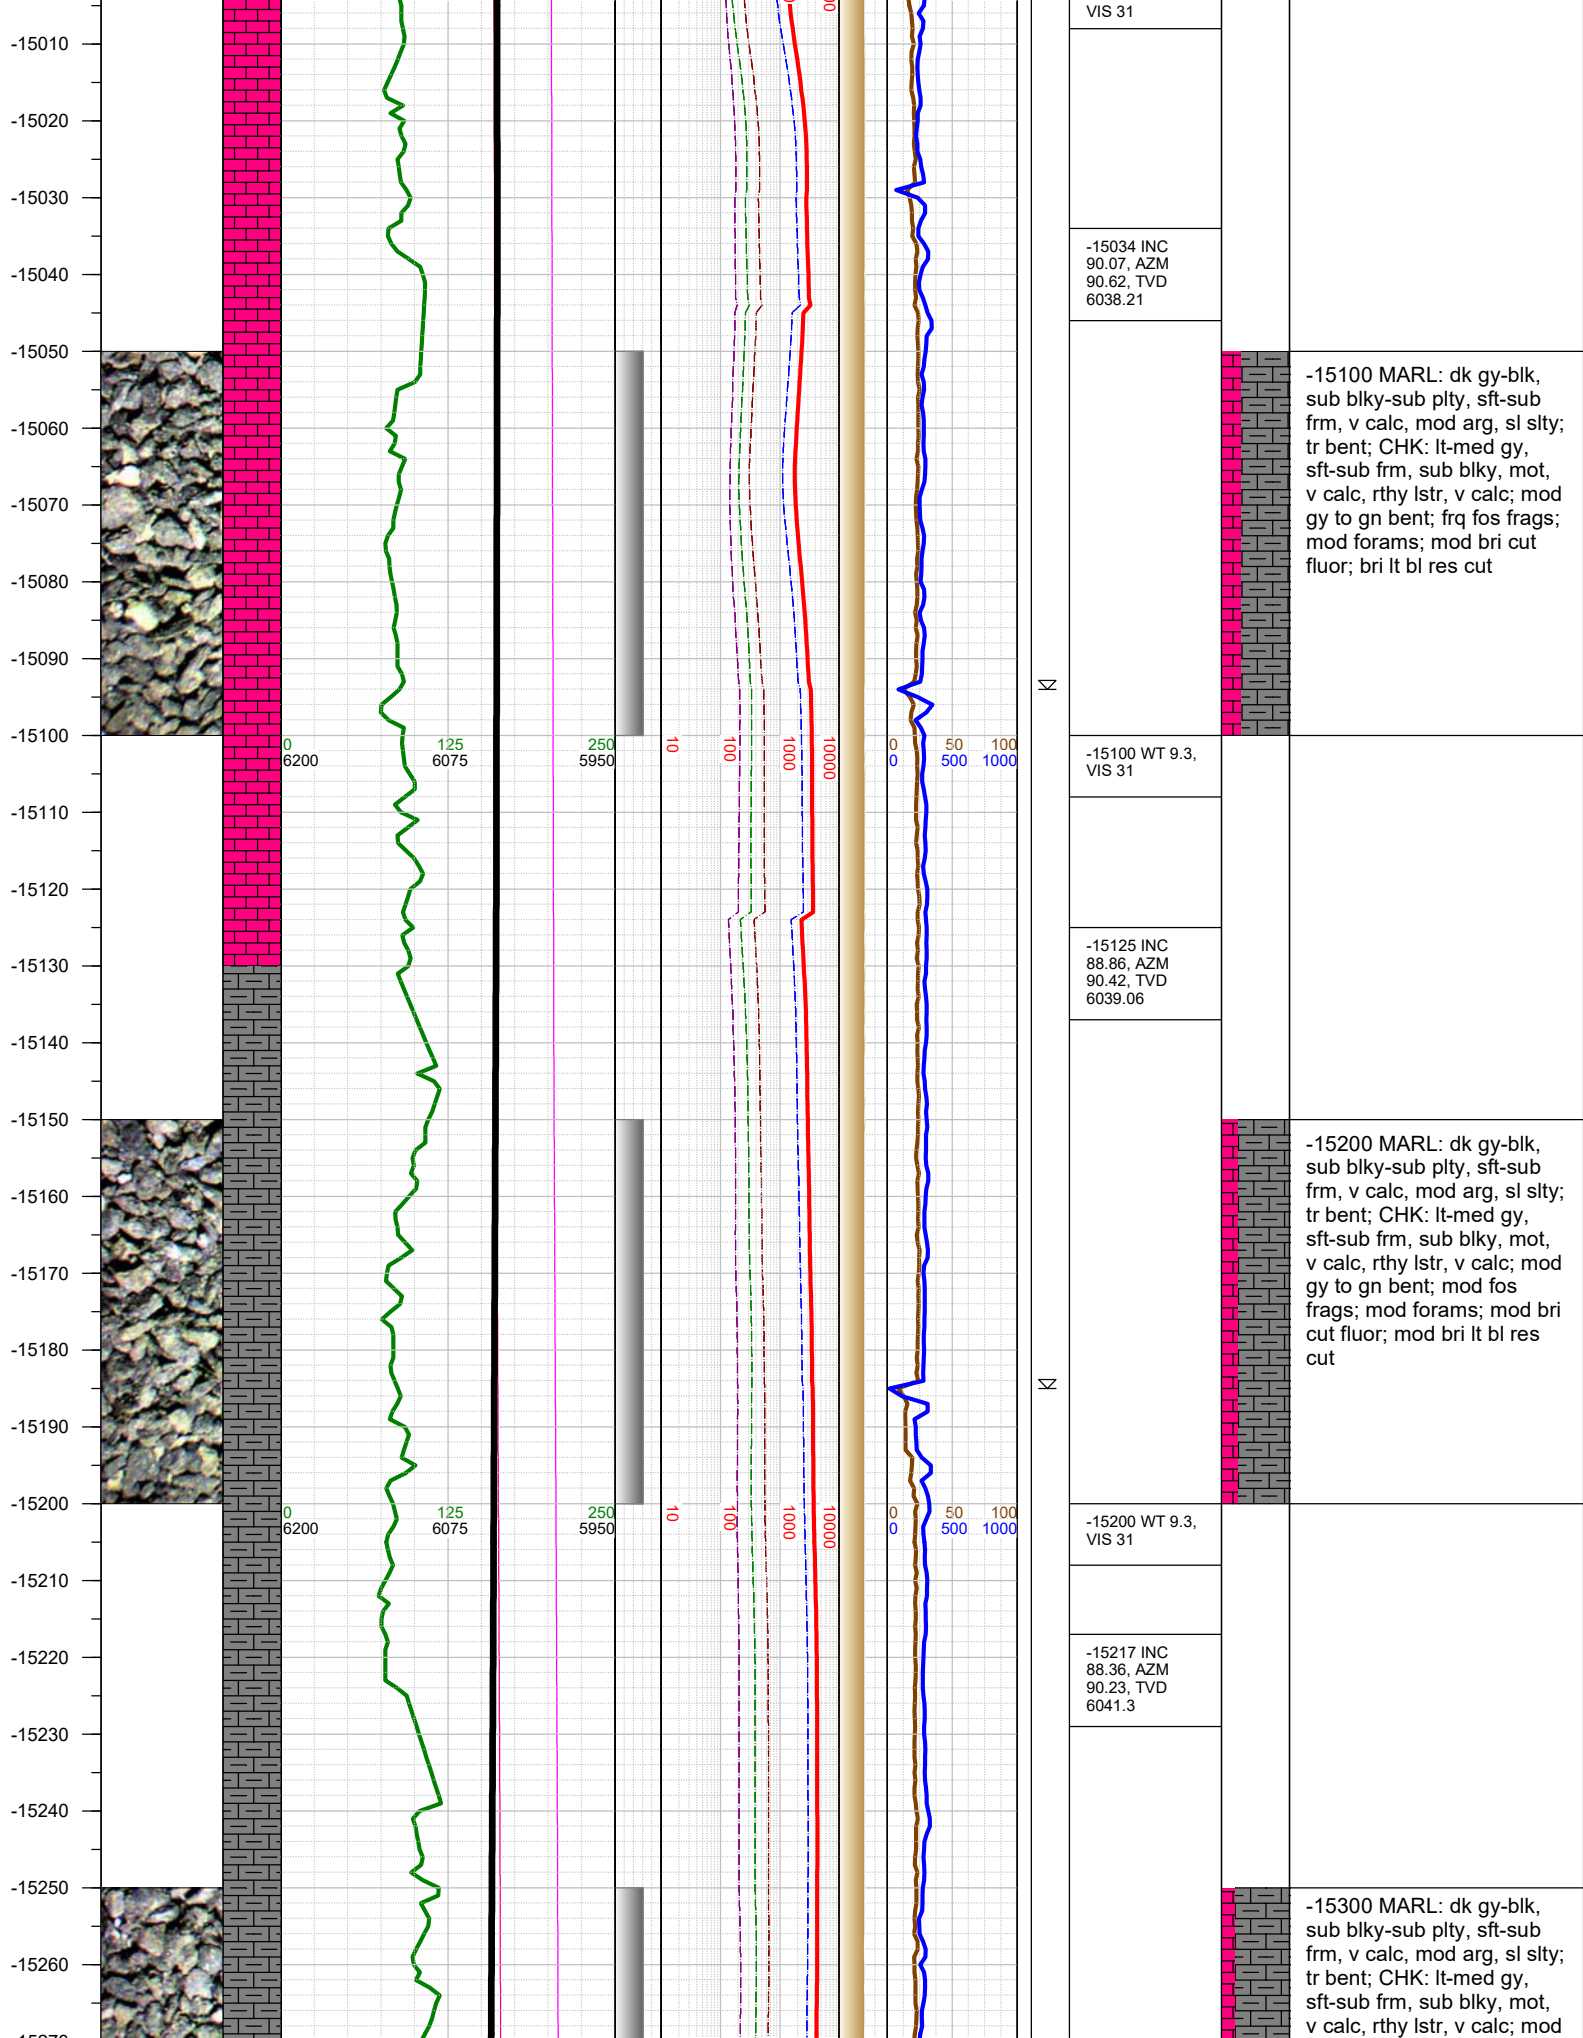 VIS 31
-15010
-15020
-15030
-15034 INC
90.07, AZM
90.62, TVD
6038.21
-15040
-15050
-15100 MARL: dk gy-blk,
sub blky-sub plty, sft-sub
frm, v calc, mod arg, sl slty;
tr bent; CHK: lt-med gy,
sft-sub frm, sub blky, mot,
v calc, rthy lstr, v calc; mod
gy to gn bent; frq fos frags;
mod forams; mod bri cut
fluor; bri lt bl res cut
-15060
-15070
-15080
-15090
-15100
0 125 250 10 100 1000 10000 0 50 100
6200 6075 5950 0 500 1000
-15100 WT 9.3,
VIS 31
-15110
-15120
-15125 INC
88.86, AZM
90.42, TVD
6039.06
-15130
-15140
-15150
-15200 MARL: dk gy-blk,
sub blky-sub plty, sft-sub
frm, v calc, mod arg, sl slty;
tr bent; CHK: lt-med gy,
sft-sub frm, sub blky, mot,
v calc, rthy lstr, v calc; mod
gy to gn bent; mod fos
frags; mod forams; mod bri
cut fluor; mod bri lt bl res
cut
-15160
-15170
-15180
-15190
-15200
0 125 250 10 100 1000 10000 0 50 100
6200 6075 5950 0 500 1000
-15200 WT 9.3,
VIS 31
-15210
-15217 INC
88.36, AZM
90.23, TVD
6041.3
-15220
-15230
-15240
-15250
-15300 MARL: dk gy-blk,
sub blky-sub plty, sft-sub
frm, v calc, mod arg, sl slty;
tr bent; CHK: lt-med gy,
sft-sub frm, sub blky, mot,
v calc, rthy lstr, v calc; mod
-15260